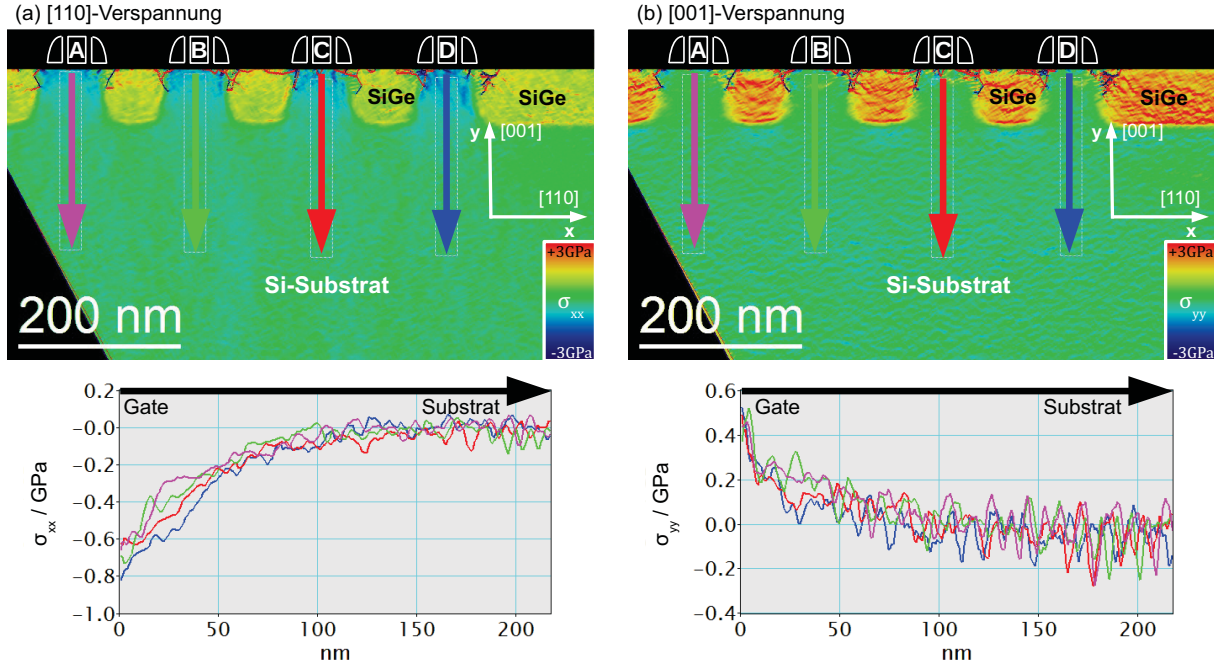 (a) [110]-Verspannung
A B C D
SiGe
SiGe
y [001]
[110]
x
Si-Substrat
200 nm
+3GPa
σxx
-3GPa
0.2
-0.0
-0.2
-0.4
-0.6
-0.8
-1.0
σxx / GPa
Gate Substrat
0 50 100 150 200
nm
(b) [001]-Verspannung
A B C D
SiGe
SiGe
y [001]
[110]
x
Si-Substrat
200 nm
+3GPa
σyy
-3GPa
0.6
0.4
0.2
0.0
-0.2
-0.4
σyy / GPa
Gate Substrat
0 50 100 150 200
nm